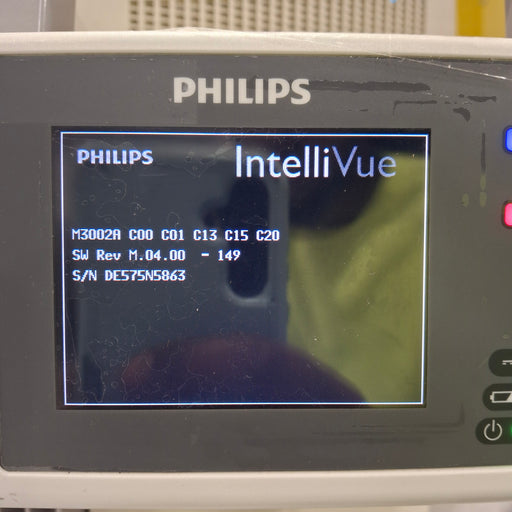 PHILIPS
PHILIPS IntelliVue
M3002A C00 C01 C13 C15 C20
SW Rev M.04.00 - 149
S/N DE575N5863